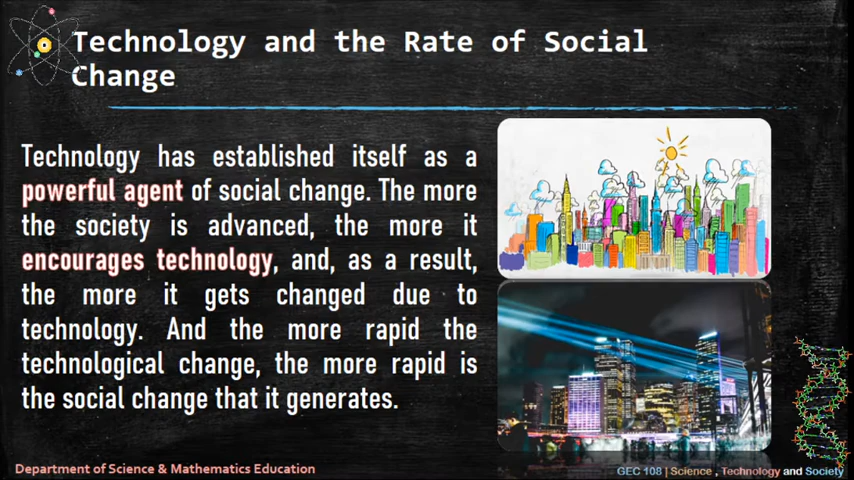 Technology and the Rate of Social
Change
Technology has established itself as a
powerful agent of social change. The more
the society is advanced, the more it
encourages technology, and, as a result,
the more it gets changed due to
technology. And the more rapid the
technological change, the more rapid is
the social change that it generates.
Department of Science & Mathematics Education
GEC 108 | Science , Technology and Society